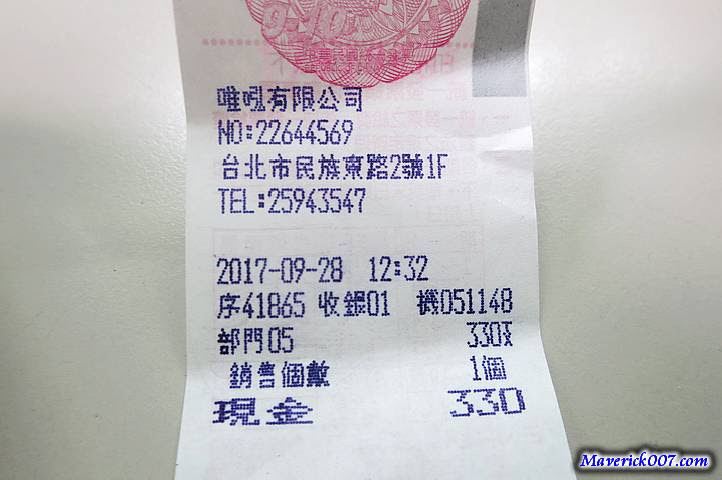 9-10
唯吼有限公司
NO:22644569
台北市民族東路2號1F
TEL:25943547
2017-09-28 12:32
序41865 收銀01 機051148
部門05 330X
銷售個數 1個
現金 330
Maverick007.com